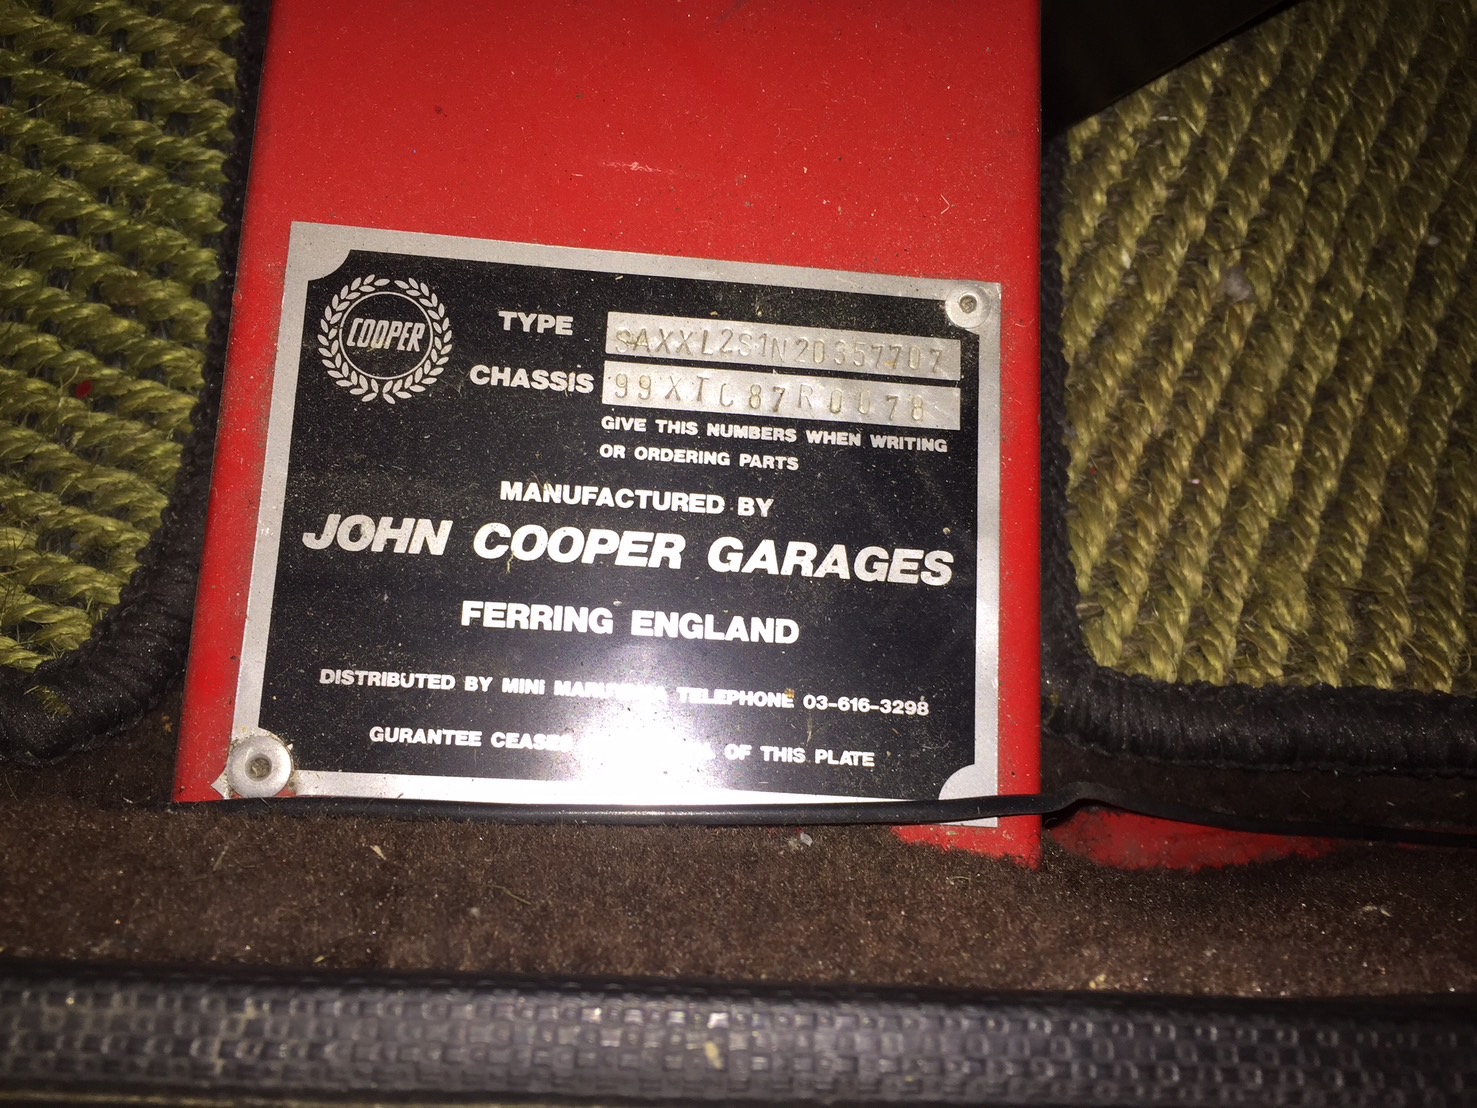 COOPER
TYPE SAXXL2S1N20357707
CHASSIS 99XTC87R0078
GIVE THIS NUMBERS WHEN WRITING
OR ORDERING PARTS
MANUFACTURED BY
JOHN COOPER GARAGES
FERRING ENGLAND
DISTRIBUTED BY MINI TELEPHONE 03-616-3298
GURANTEE CEASES OF THIS PLATE